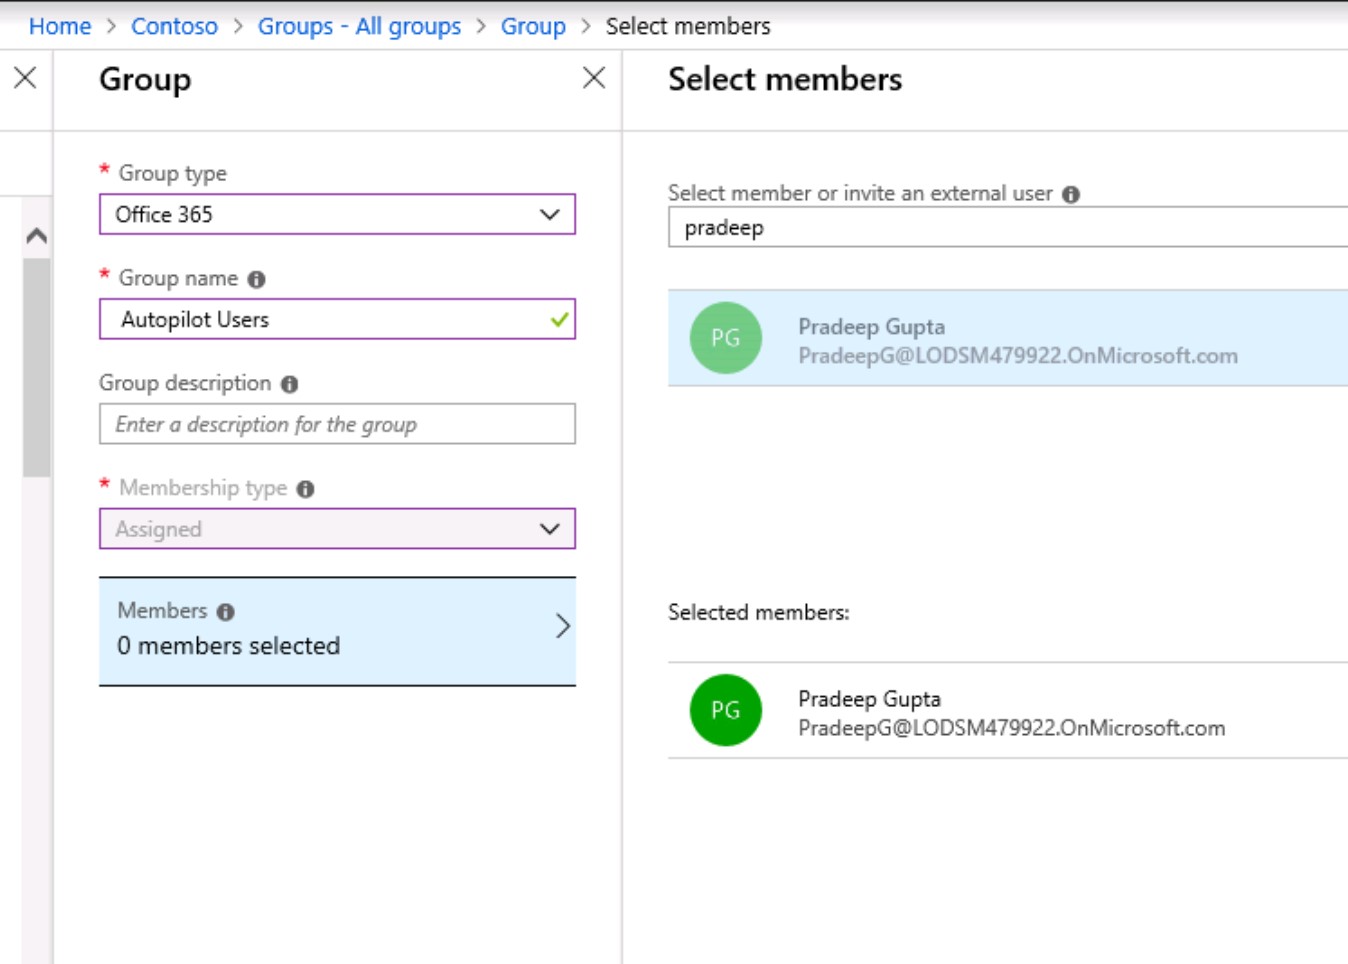 Home > Contoso > Groups - All groups > Group > Select members
Group
* Group type
Office 365
* Group name
Autopilot Users
Group description
Enter a description for the group
* Membership type
Assigned
Members
0 members selected
Select members
Select member or invite an external user
pradeep
PG
Pradeep Gupta
PradeepG@LODSM479922.OnMicrosoft.com
Selected members:
PG
Pradeep Gupta
PradeepG@LODSM479922.OnMicrosoft.com